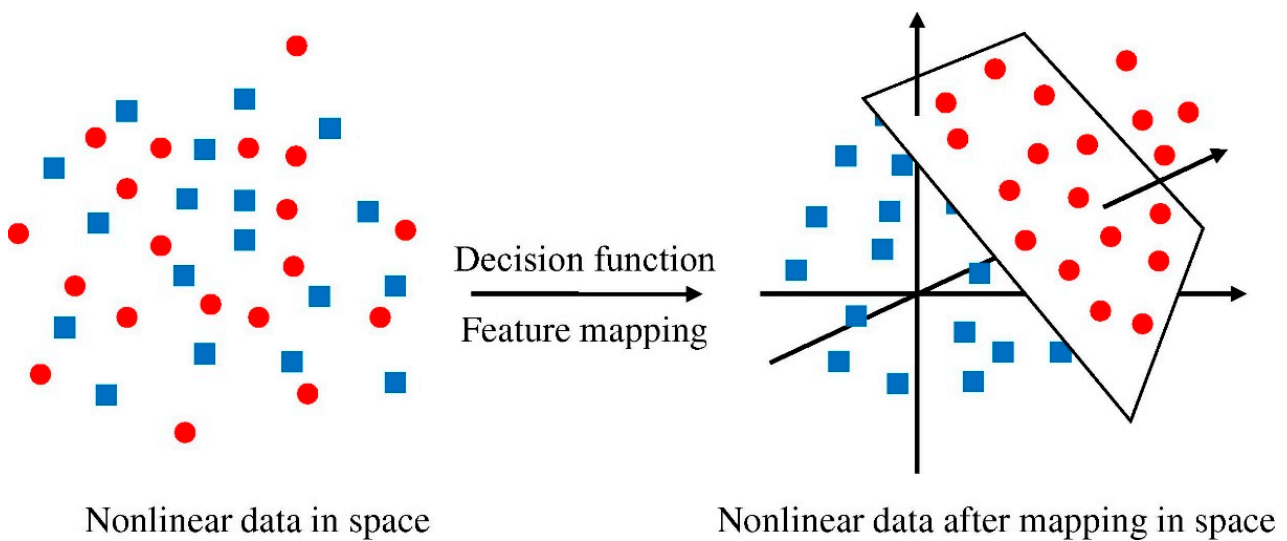 Decision function
Feature mapping
Nonlinear data in space
Nonlinear data after mapping in space